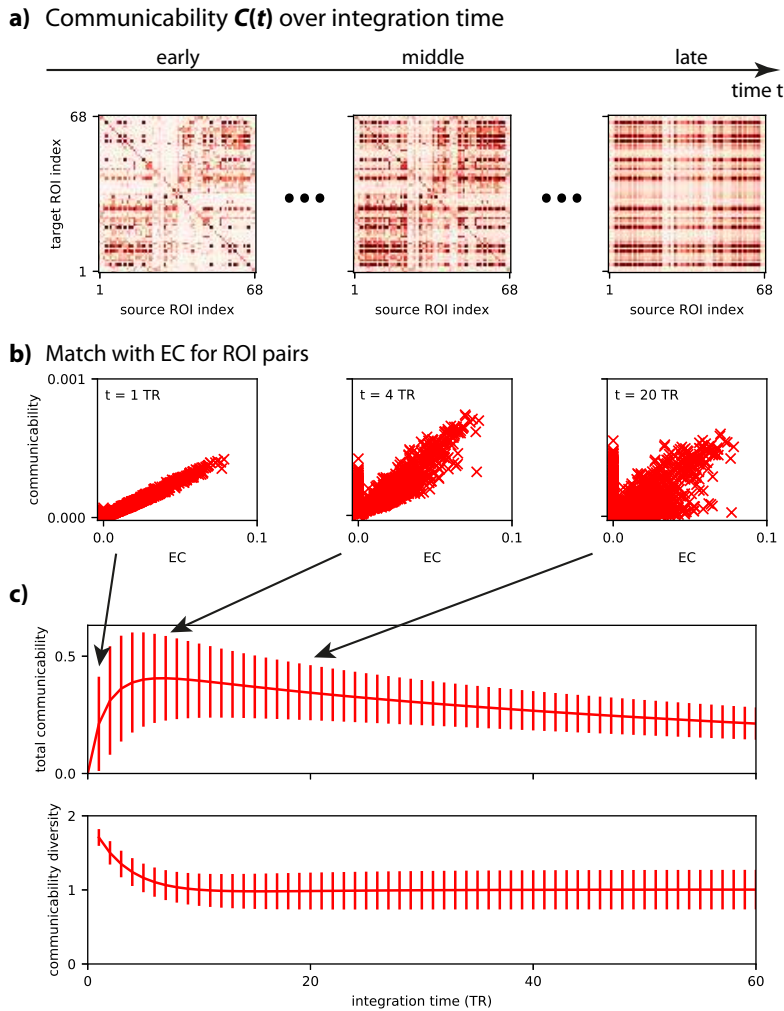 a) Communicability C(t) over integration time
early middle late
time t
68
target ROI index
1
1 68 1 68 1 68
source ROI index source ROI index source ROI index
b) Match with EC for ROI pairs
0.001
t = 1 TR t = 4 TR t = 20 TR
communicability
0.000
0.0 0.1 0.0 0.1 0.0 0.1
EC EC EC
c)
total communicability
0.5
0.0
0 20 40 60
communicability diversity
2
1
0
0 20 40 60
integration time (TR)